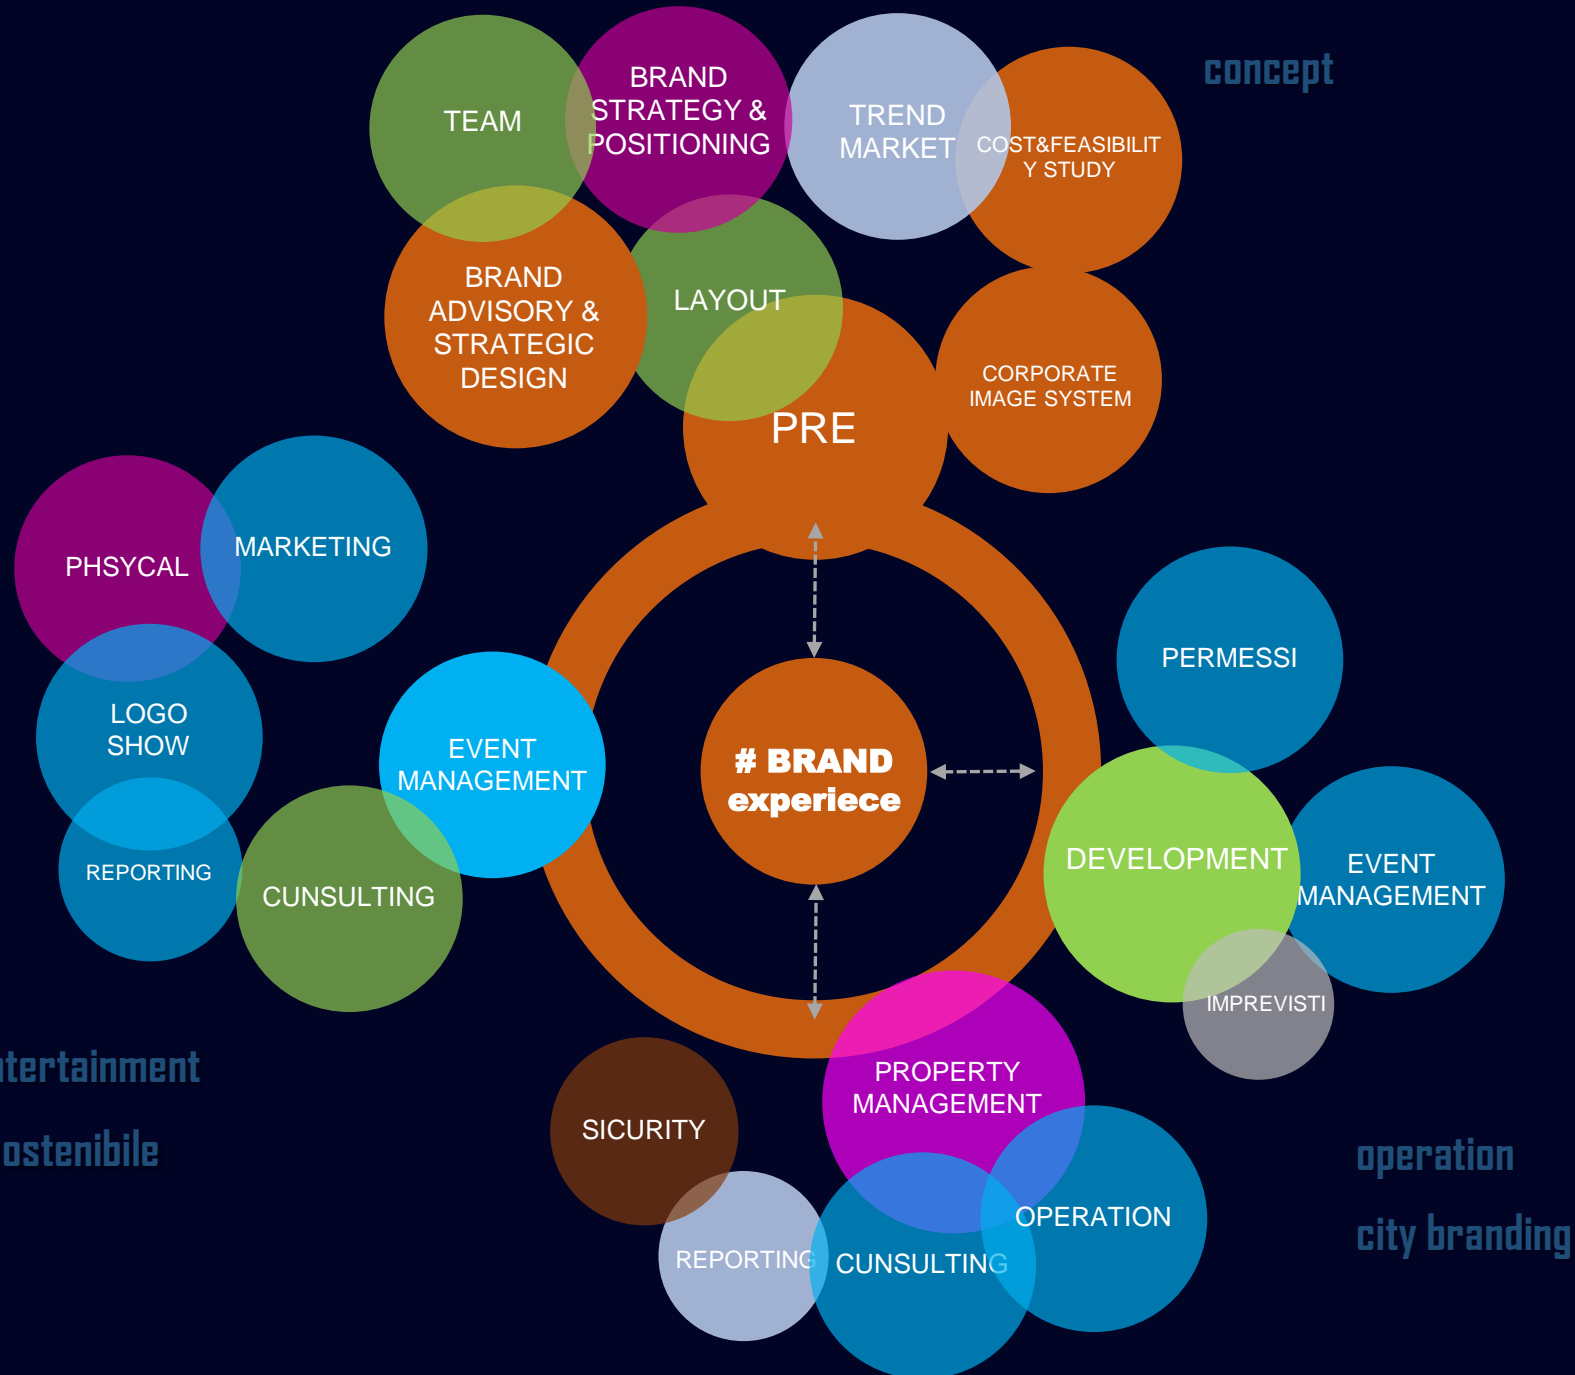 concept
TEAM
BRAND
STRATEGY &
POSITIONING
TREND
MARKET
COST&FEASIBILIT
Y STUDY
BRAND
ADVISORY &
STRATEGIC
DESIGN
LAYOUT
CORPORATE
IMAGE SYSTEM
PRE
PHSYCAL
MARKETING
LOGO
SHOW
REPORTING
CUNSULTING
EVENT
MANAGEMENT
# BRAND
experiece
PERMESSI
DEVELOPMENT
EVENT
MANAGEMENT
IMPREVISTI
PROPERTY
MANAGEMENT
SICURITY
REPORTING
CUNSULTING
OPERATION
ntertainment
ostenibile
operation
city branding